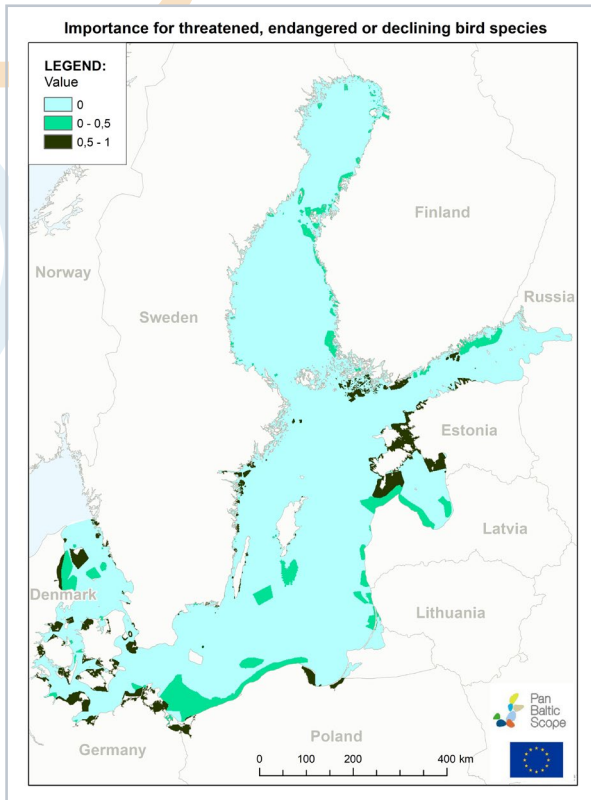 Importance for threatened, endangered or declining bird species
LEGEND:
Value
0
0 - 0,5
0,5 - 1
Finland
Norway
Russia
Sweden
Estonia
Latvia
Denmark
Lithuania
Pan
Baltic
Scope
Poland
Germany
0 100 200 400 km